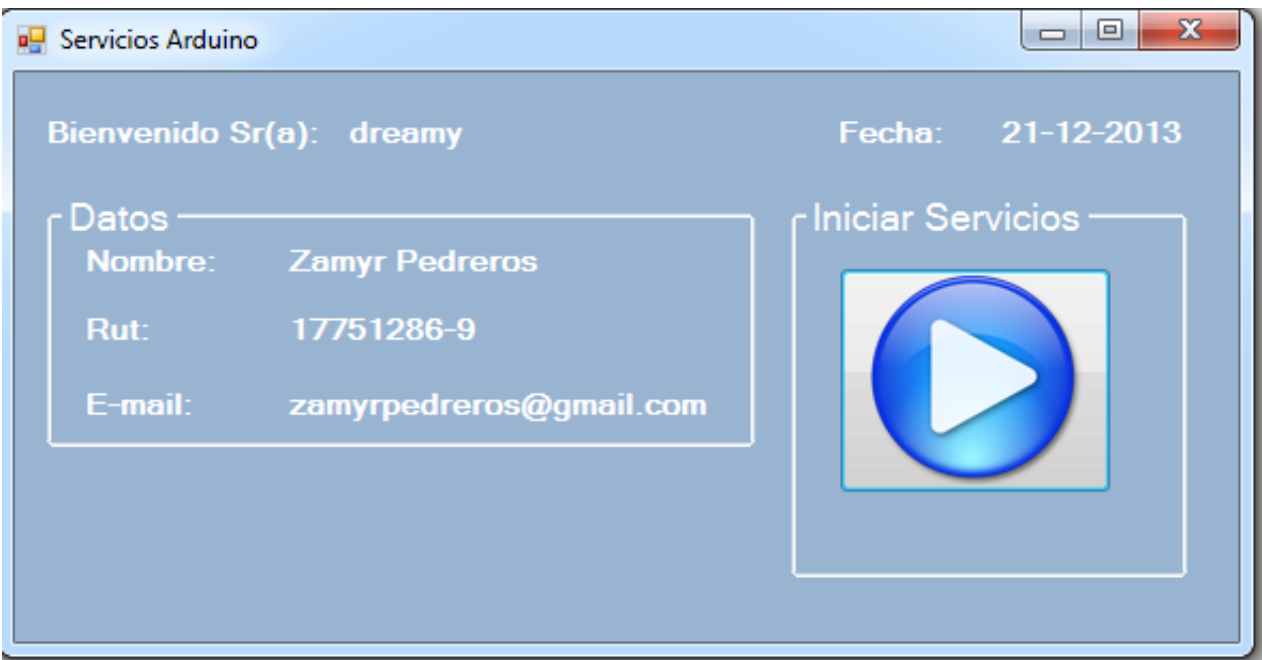 Servicios Arduino
Bienvenido Sr(a): dreamy
Fecha: 21-12-2013
Datos
Nombre: Zamyr Pedreros
Rut: 17751286-9
E-mail: zamyrpedreros@gmail.com
Iniciar Servicios